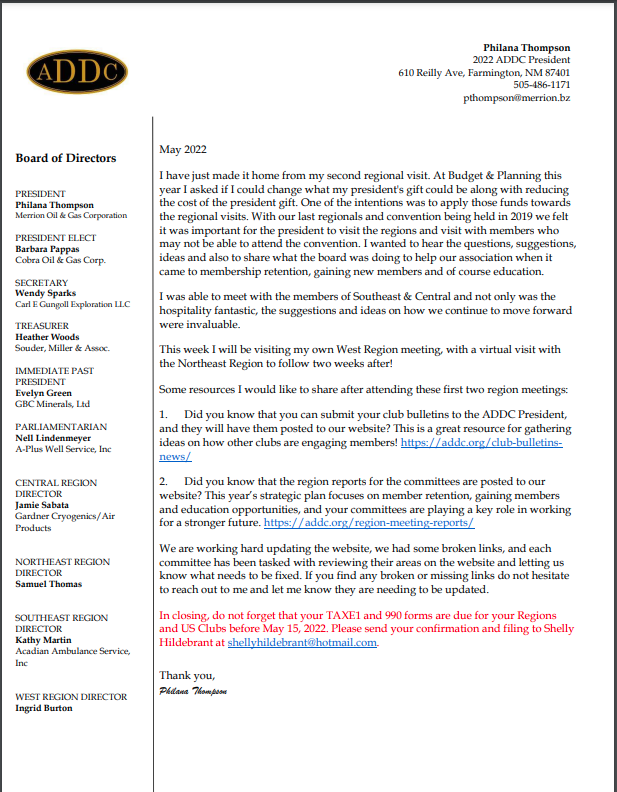 ADDC
Philana Thompson
2022 ADDC President
610 Reilly Ave, Farmington, NM 87401
505-486-1171
pthompson@merrion.bz
Board of Directors
PRESIDENT
Philana Thompson
Merrion Oil & Gas Corporation
PRESIDENT ELECT
Barbara Pappas
Cobra Oil & Gas Corp.
SECRETARY
Wendy Sparks
Carl E Gungoll Exploration LLC
TREASURER
Heather Woods
Souder, Miller & Assoc.
IMMEDIATE PAST
PRESIDENT
Evelyn Green
GBC Minerals, Ltd
PARLIAMENTARIAN
Nell Lindenmeyer
A-Plus Well Service, Inc
CENTRAL REGION
DIRECTOR
Jamie Sabata
Gardner Cryogenics/Air
Products
NORTHEAST REGION
DIRECTOR
Samuel Thomas
SOUTHEAST REGION
DIRECTOR
Kathy Martin
Acadian Ambulance Service,
Inc
WEST REGION DIRECTOR
Ingrid Burton
May 2022
I have just made it home from my second regional visit. At Budget & Planning this
year I asked if I could change what my president's gift could be along with reducing
the cost of the president gift. One of the intentions was to apply those funds towards
the regional visits. With our last regionals and convention being held in 2019 we felt
it was important for the president to visit the regions and visit with members who
may not be able to attend the convention. I wanted to hear the questions, suggestions,
ideas and also to share what the board was doing to help our association when it
came to membership retention, gaining new members and of course education.
I was able to meet with the members of Southeast & Central and not only was the
hospitality fantastic, the suggestions and ideas on how we continue to move forward
were invaluable.
This week I will be visiting my own West Region meeting, with a virtual visit with
the Northeast Region to follow two weeks after!
Some resources I would like to share after attending these first two region meetings:
1. Did you know that you can submit your club bulletins to the ADDC President,
and they will have them posted to our website? This is a great resource for gathering
ideas on how other clubs are engaging members! https://addc.org/club-bulletins-
news/
2. Did you know that the region reports for the committees are posted to our
website? This year's strategic plan focuses on member retention, gaining members
and education opportunities, and your committees are playing a key role in working
for a stronger future. https://addc.org/region-meeting-reports/
We are working hard updating the website, we had some broken links, and each
committee has been tasked with reviewing their areas on the website and letting us
know what needs to be fixed. If you find any broken or missing links do not hesitate
to reach out to me and let me know they are needing to be updated.
In closing, do not forget that your TAXE1 and 990 forms are due for your Regions
and US Clubs before May 15, 2022. Please send your confirmation and filing to Shelly
Hildebrant at shellyhildebrant@hotmail.com.
Thank you,
Philana Thompson